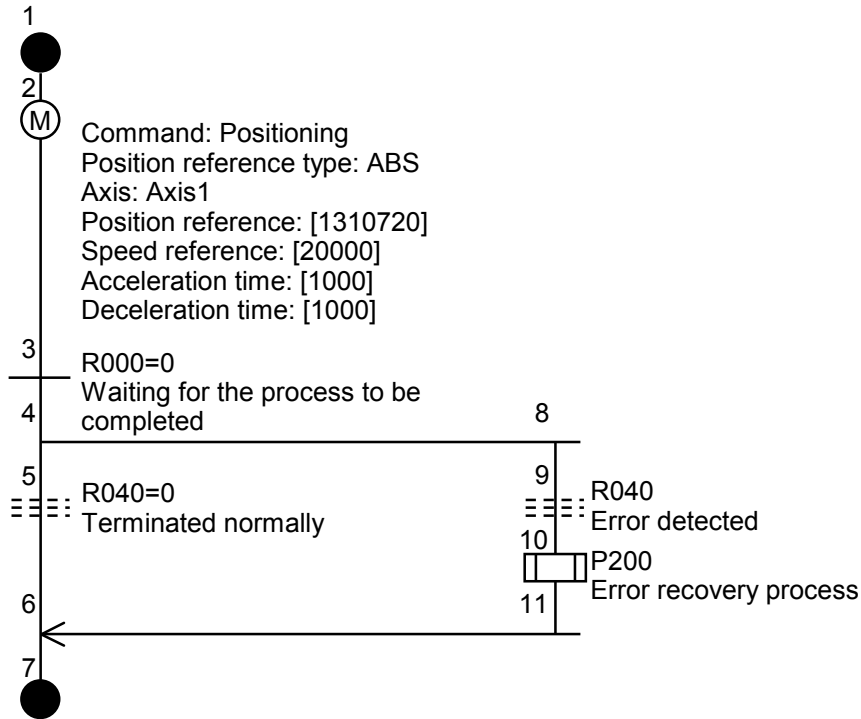 1
2
M
Command: Positioning
Position reference type: ABS
Axis: Axis1
Position reference: [1310720]
Speed reference: [20000]
Acceleration time: [1000]
Deceleration time: [1000]
3
R000=0
Waiting for the process to be
completed
4
8
5
R040=0
Terminated normally
9
R040
Error detected
10
P200
Error recovery process
6
11
7